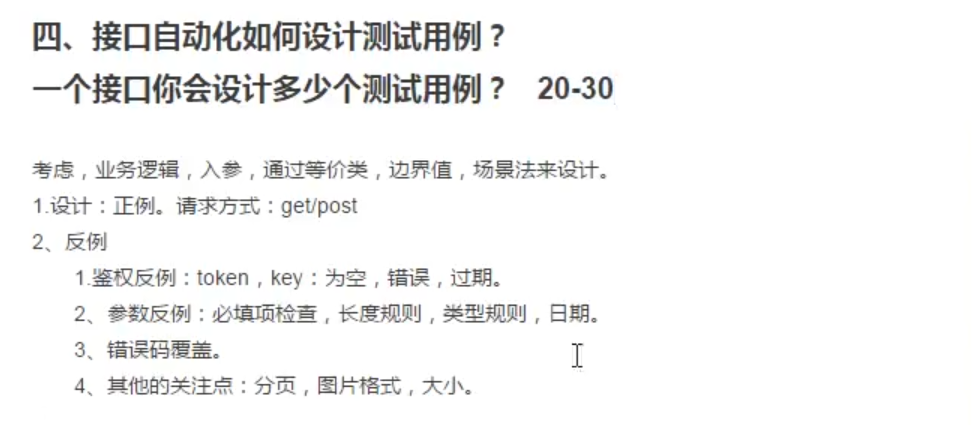 四、接口自动化如何设计测试用例？
一个接口你会设计多少个测试用例？ 20-30
考虑，业务逻辑，入参，通过等价类，边界值，场景法来设计。
1.设计：正例。请求方式：get/post
2、反例
1.鉴权反例：token，key：为空，错误，过期。
2、参数反例：必填项检查，长度规则，类型规则，日期。
3、错误码覆盖。
4、其他的关注点：分页，图片格式，大小。